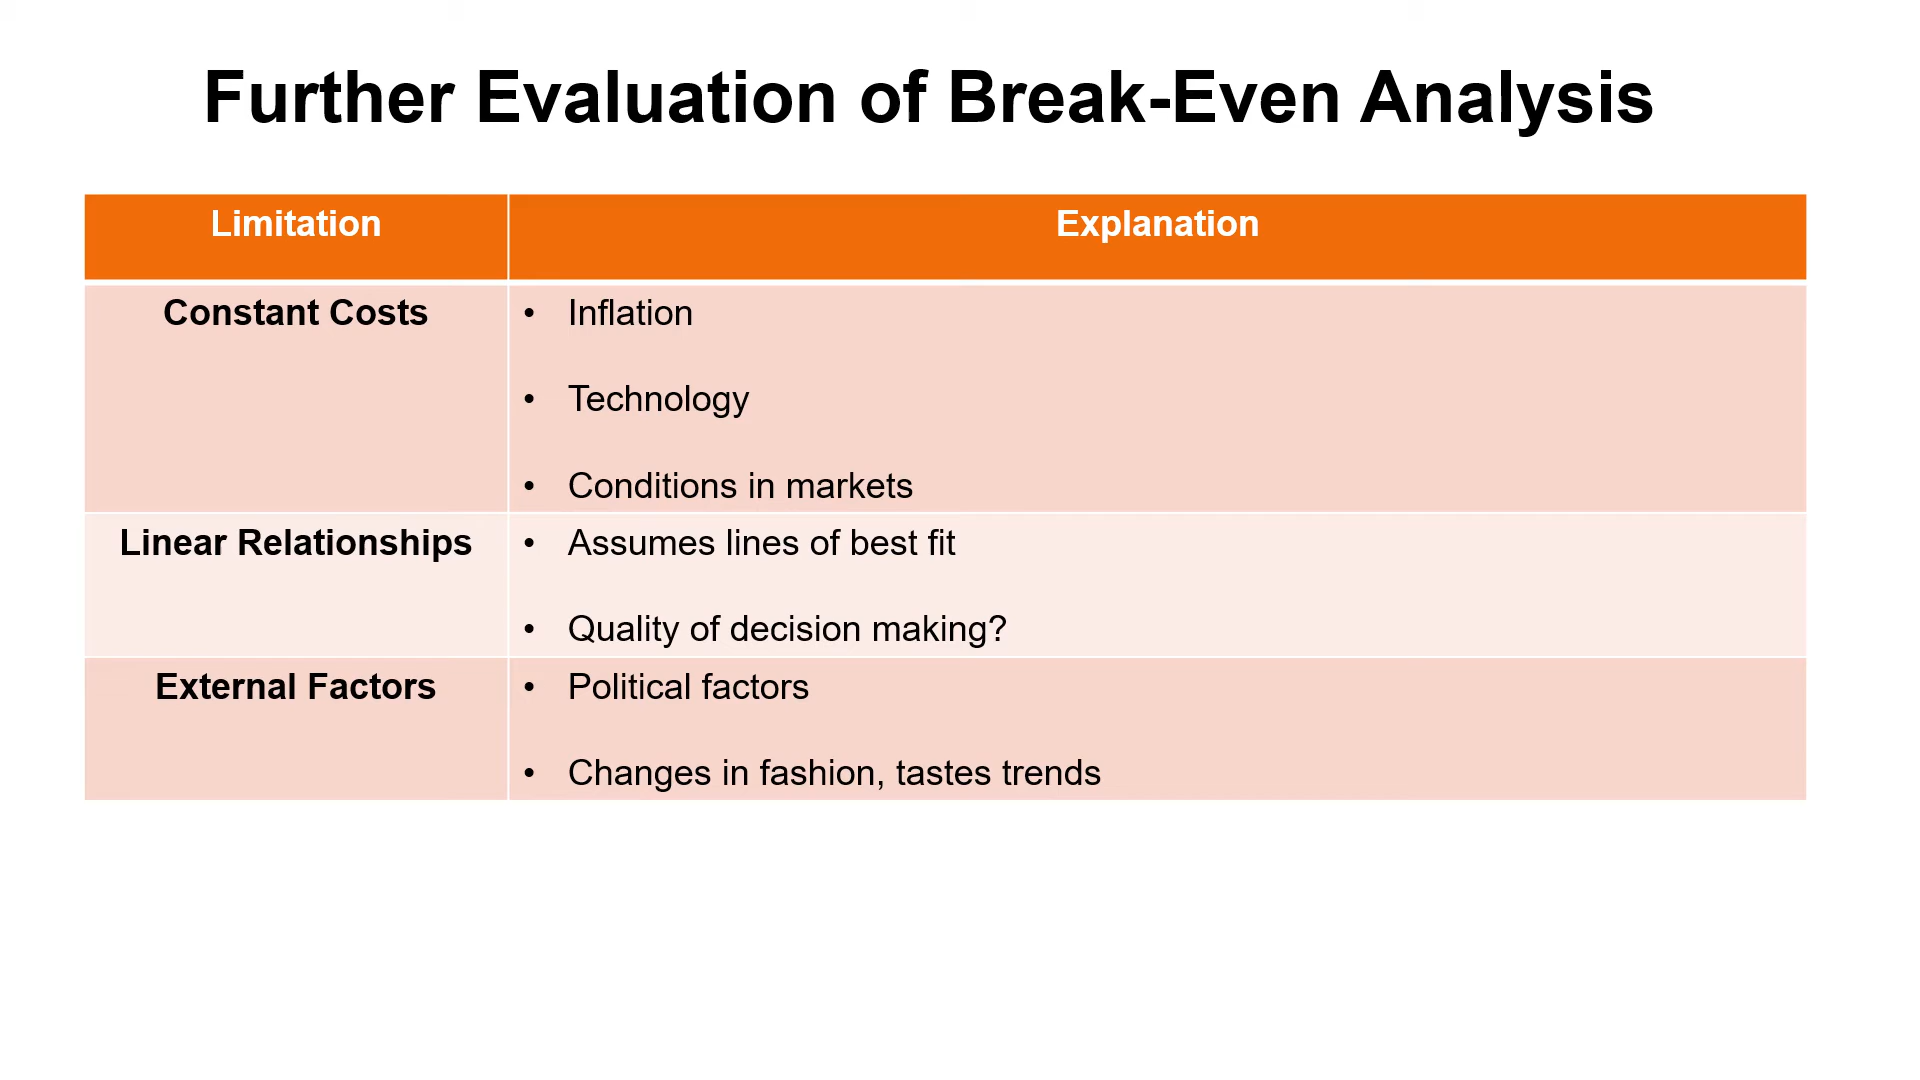 Further Evaluation of Break-Even Analysis
Limitation
Explanation
Constant Costs
• Inflation
• Technology
• Conditions in markets
Linear Relationships
• Assumes lines of best fit
• Quality of decision making?
External Factors
• Political factors
• Changes in fashion, tastes trends